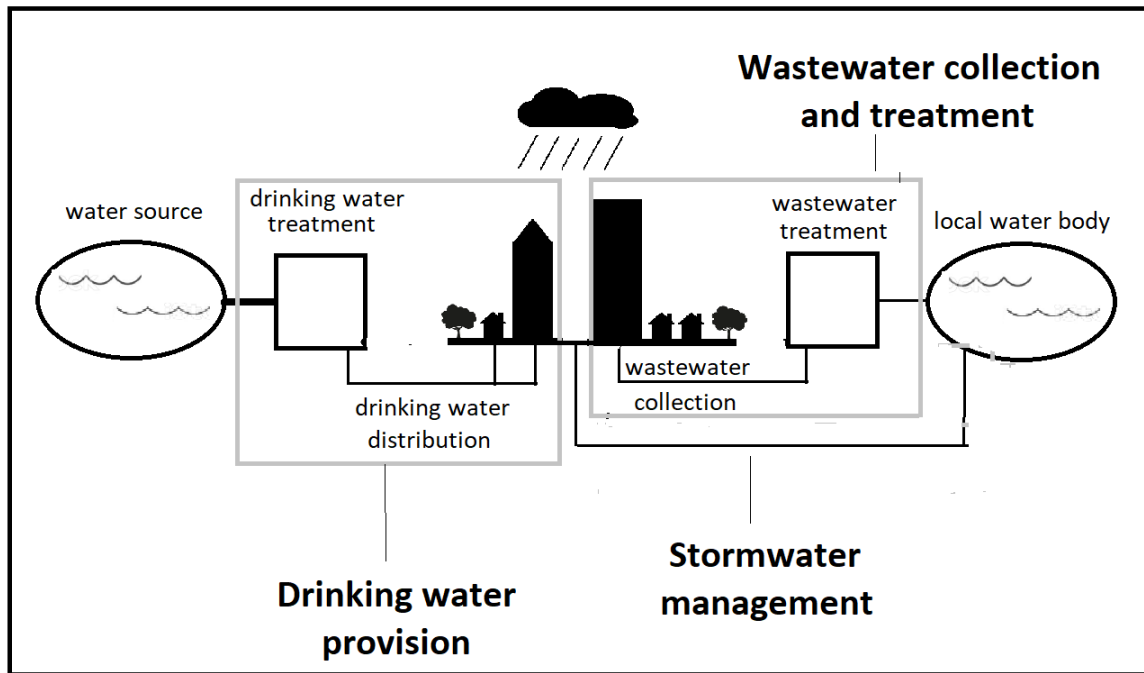 Wastewater collection
and treatment
water source
drinking water
treatment
wastewater
treatment
local water body
wastewater
collection
drinking water
distribution
Drinking water
provision
Stormwater
management